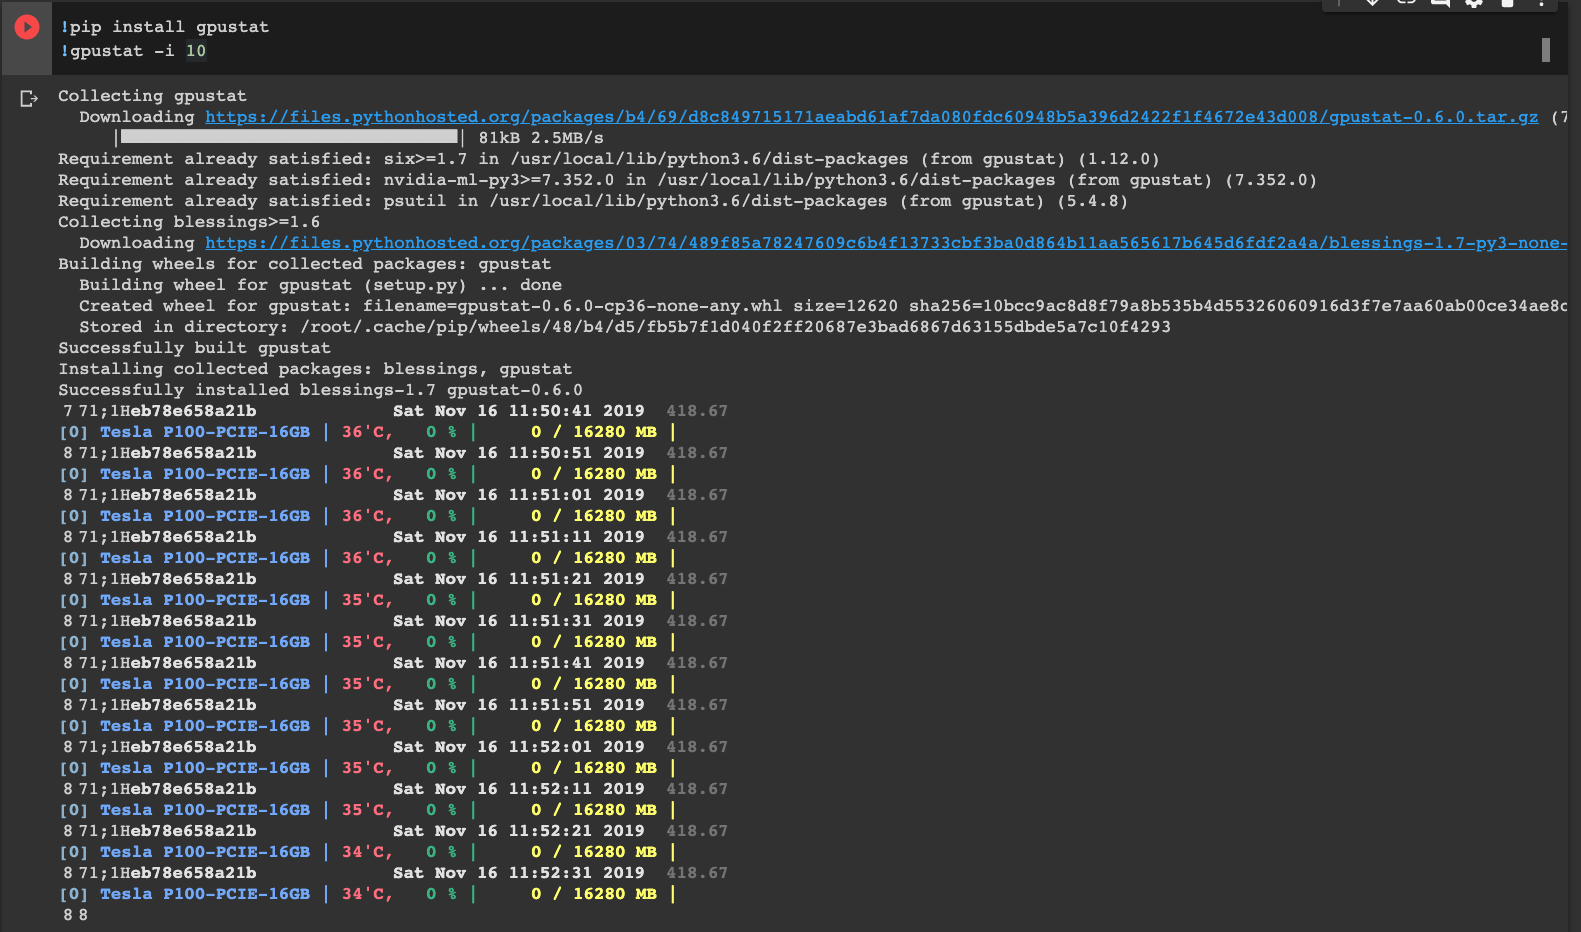 !pip install gpustat
!gpustat -i 10
Collecting gpustat
Downloading https://files.pythonhosted.org/packages/b4/69/d8c849715171aeabd61af7da080fdc60948b5a396d2422f1f4672e43d008/gpustat-0.6.0.tar.gz (7
| 81kB 2.5MB/s
Requirement already satisfied: six>=1.7 in /usr/local/lib/python3.6/dist-packages (from gpustat) (1.12.0)
Requirement already satisfied: nvidia-ml-py3>=7.352.0 in /usr/local/lib/python3.6/dist-packages (from gpustat) (7.352.0)
Requirement already satisfied: psutil in /usr/local/lib/python3.6/dist-packages (from gpustat) (5.4.8)
Collecting blessings>=1.6
Downloading https://files.pythonhosted.org/packages/03/74/489f85a78247609c6b4f13733cbf3ba0d864b11aa565617b645d6fdf2a4a/blessings-1.7-py3-none-
Building wheels for collected packages: gpustat
Building wheel for gpustat (setup.py) ... done
Created wheel for gpustat: filename=gpustat-0.6.0-cp36-none-any.whl size=12620 sha256=10bcc9ac8d8f79a8b535b4d55326060916d3f7e7aa60ab00ce34ae8c
Stored in directory: /root/.cache/pip/wheels/48/b4/d5/fb5b7f1d040f2ff20687e3bad6867d63155dbde5a7c10f4293
Successfully built gpustat
Installing collected packages: blessings, gpustat
Successfully installed blessings-1.7 gpustat-0.6.0
7 71;1Heb78e658a21b Sat Nov 16 11:50:41 2019 418.67
[0] Tesla P100-PCIE-16GB | 36'C, 0 % | 0 / 16280 MB |
8 71;1Heb78e658a21b Sat Nov 16 11:50:51 2019 418.67
[0] Tesla P100-PCIE-16GB | 36'C, 0 % | 0 / 16280 MB |
8 71;1Heb78e658a21b Sat Nov 16 11:51:01 2019 418.67
[0] Tesla P100-PCIE-16GB | 36'C, 0 % | 0 / 16280 MB |
8 71;1Heb78e658a21b Sat Nov 16 11:51:11 2019 418.67
[0] Tesla P100-PCIE-16GB | 36'C, 0 % | 0 / 16280 MB |
8 71;1Heb78e658a21b Sat Nov 16 11:51:21 2019 418.67
[0] Tesla P100-PCIE-16GB | 35'C, 0 % | 0 / 16280 MB |
8 71;1Heb78e658a21b Sat Nov 16 11:51:31 2019 418.67
[0] Tesla P100-PCIE-16GB | 35'C, 0 % | 0 / 16280 MB |
8 71;1Heb78e658a21b Sat Nov 16 11:51:41 2019 418.67
[0] Tesla P100-PCIE-16GB | 35'C, 0 % | 0 / 16280 MB |
8 71;1Heb78e658a21b Sat Nov 16 11:51:51 2019 418.67
[0] Tesla P100-PCIE-16GB | 35'C, 0 % | 0 / 16280 MB |
8 71;1Heb78e658a21b Sat Nov 16 11:52:01 2019 418.67
[0] Tesla P100-PCIE-16GB | 35'C, 0 % | 0 / 16280 MB |
8 71;1Heb78e658a21b Sat Nov 16 11:52:11 2019 418.67
[0] Tesla P100-PCIE-16GB | 35'C, 0 % | 0 / 16280 MB |
8 71;1Heb78e658a21b Sat Nov 16 11:52:21 2019 418.67
[0] Tesla P100-PCIE-16GB | 34'C, 0 % | 0 / 16280 MB |
8 71;1Heb78e658a21b Sat Nov 16 11:52:31 2019 418.67
[0] Tesla P100-PCIE-16GB | 34'C, 0 % | 0 / 16280 MB |
8 8